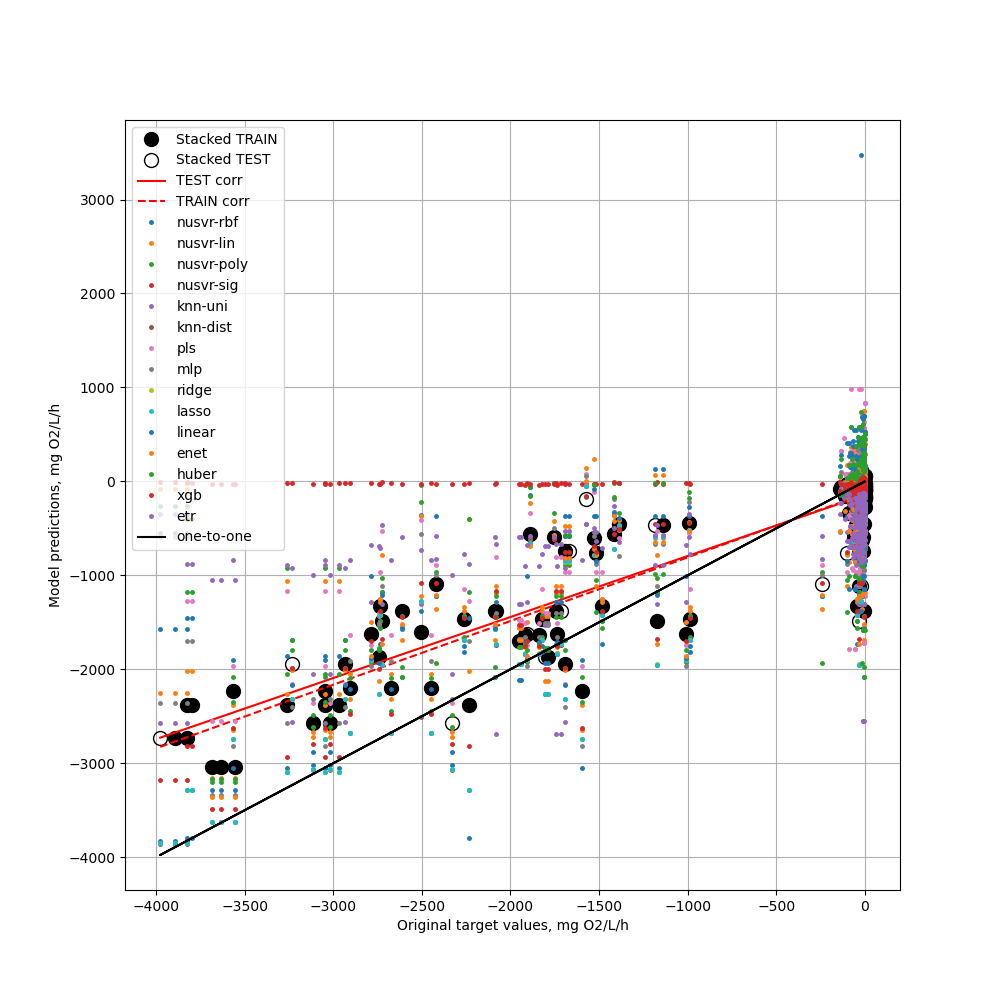 3000
2000
1000
0
−1000
−2000
−3000
−4000
Model predictions, mg O2/L/h
Stacked TRAIN
Stacked TEST
TEST corr
TRAIN corr
nusvr-rbf
nusvr-lin
nusvr-poly
nusvr-sig
knn-uni
knn-dist
pls
mlp
ridge
lasso
linear
enet
huber
xgb
etr
one-to-one
−4000 −3500 −3000 −2500 −2000 −1500 −1000 −500 0
Original target values, mg O2/L/h